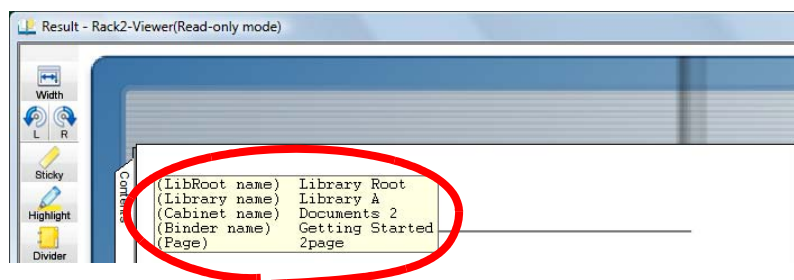 Result - Rack2-Viewer(Read-only mode)
Width
L R
Sticky
Highlight
Divider
Contents
(LibRoot name) Library Root
(Library name) Library A
(Cabinet name) Documents 2
(Binder name) Getting Started
(Page) 2page